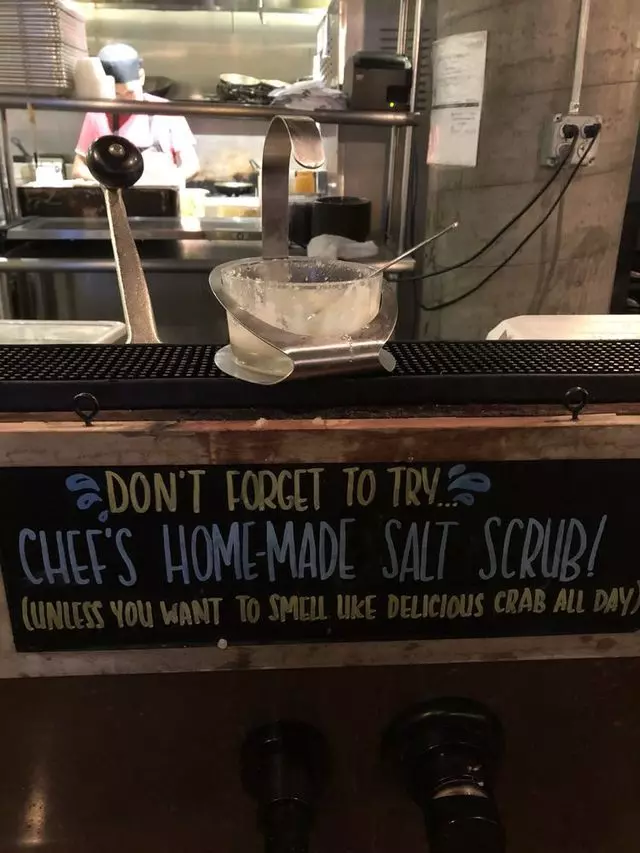 DON'T FORGET TO TRY...
CHEF'S HOME-MADE SALT SCRUB!
(UNLESS YOU WANT TO SMELL LIKE DELICIOUS CRAB ALL DAY)